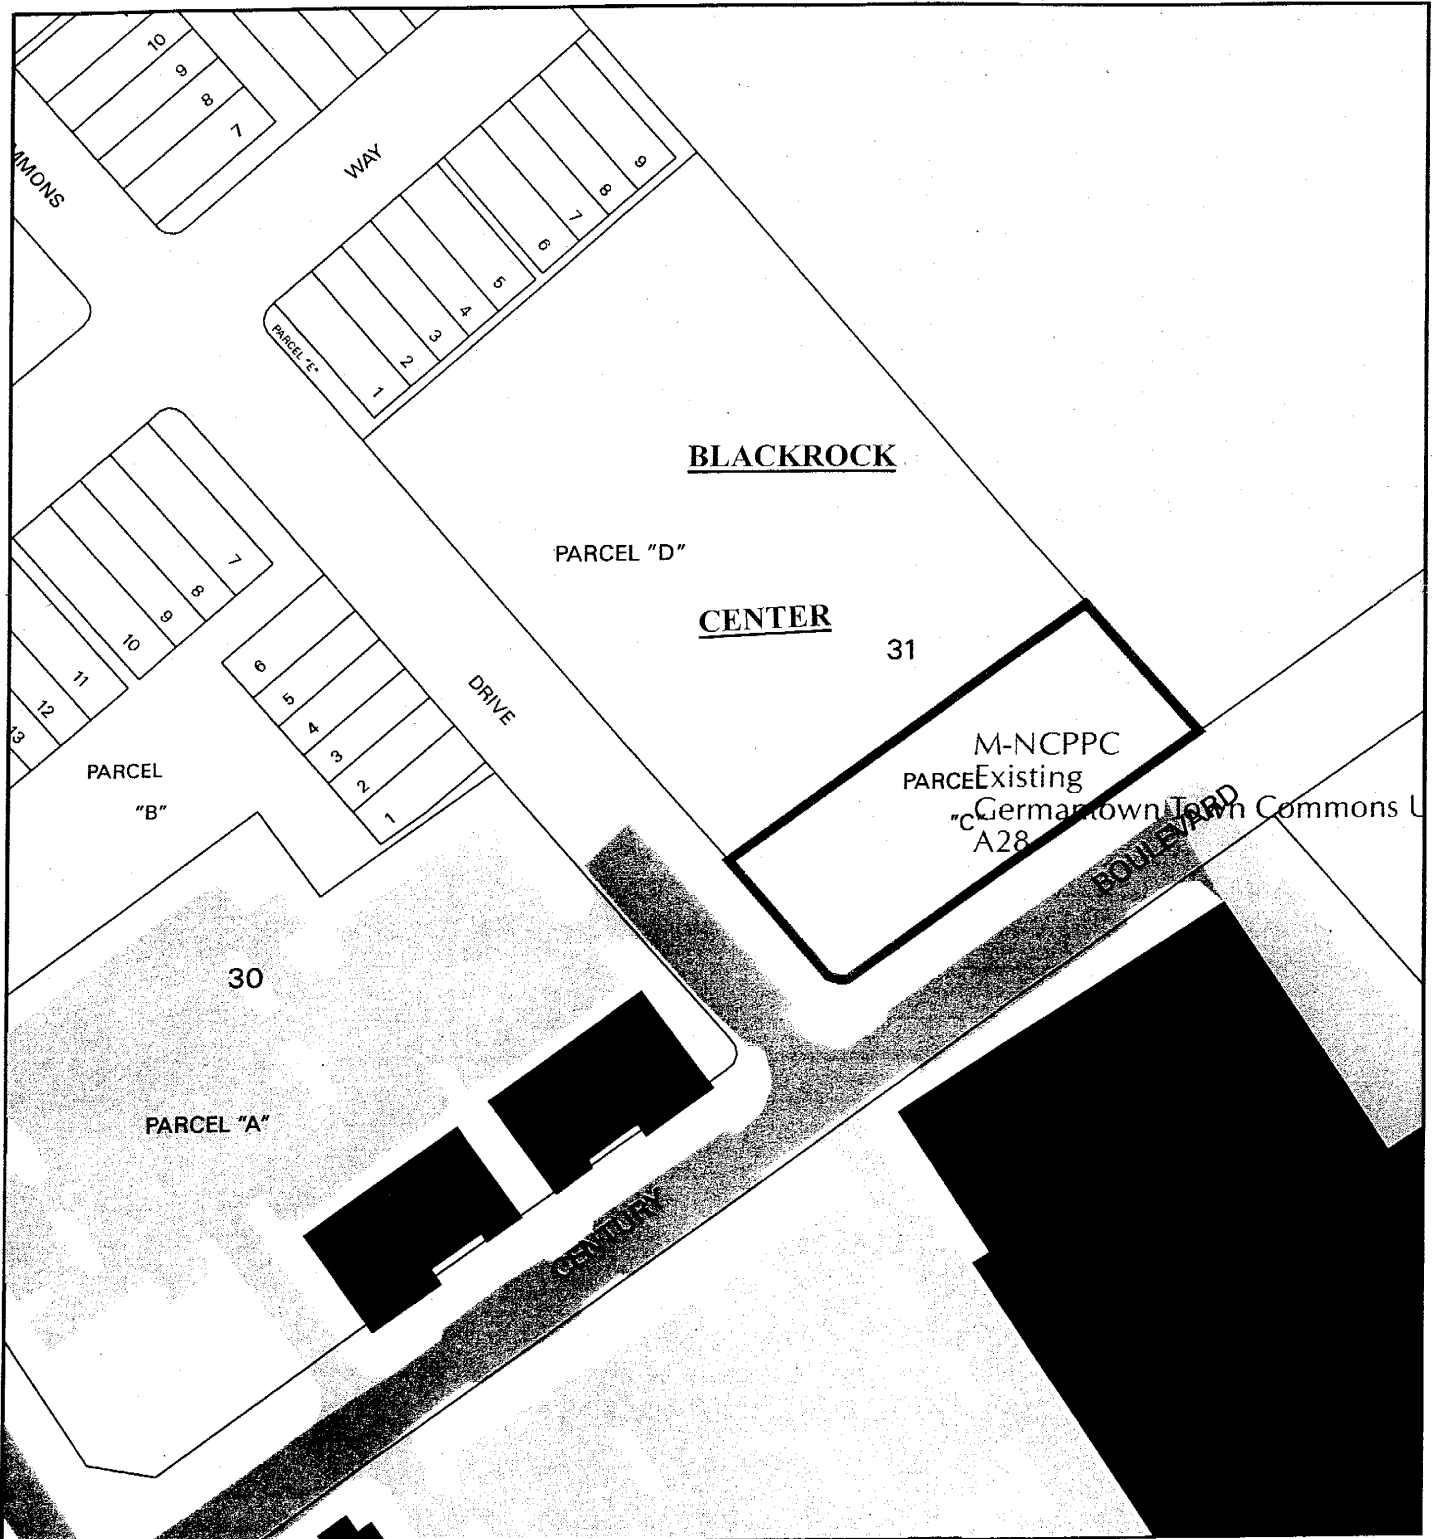 10
9
8
7
MMONS
WAY
9
8
7
6
5
4
3
2
1
PARCEL "E"
BLACKROCK
PARCEL "D"
CENTER
31
7
8
9
10
11
12
13
6
5
4
3
2
1
DRIVE
PARCEL
"B"
M-NCPPC
PARCEL
Existing
"C"
Germantown Town Commons U
A28
BOULEVARD
30
PARCEL "A"
CENTURY